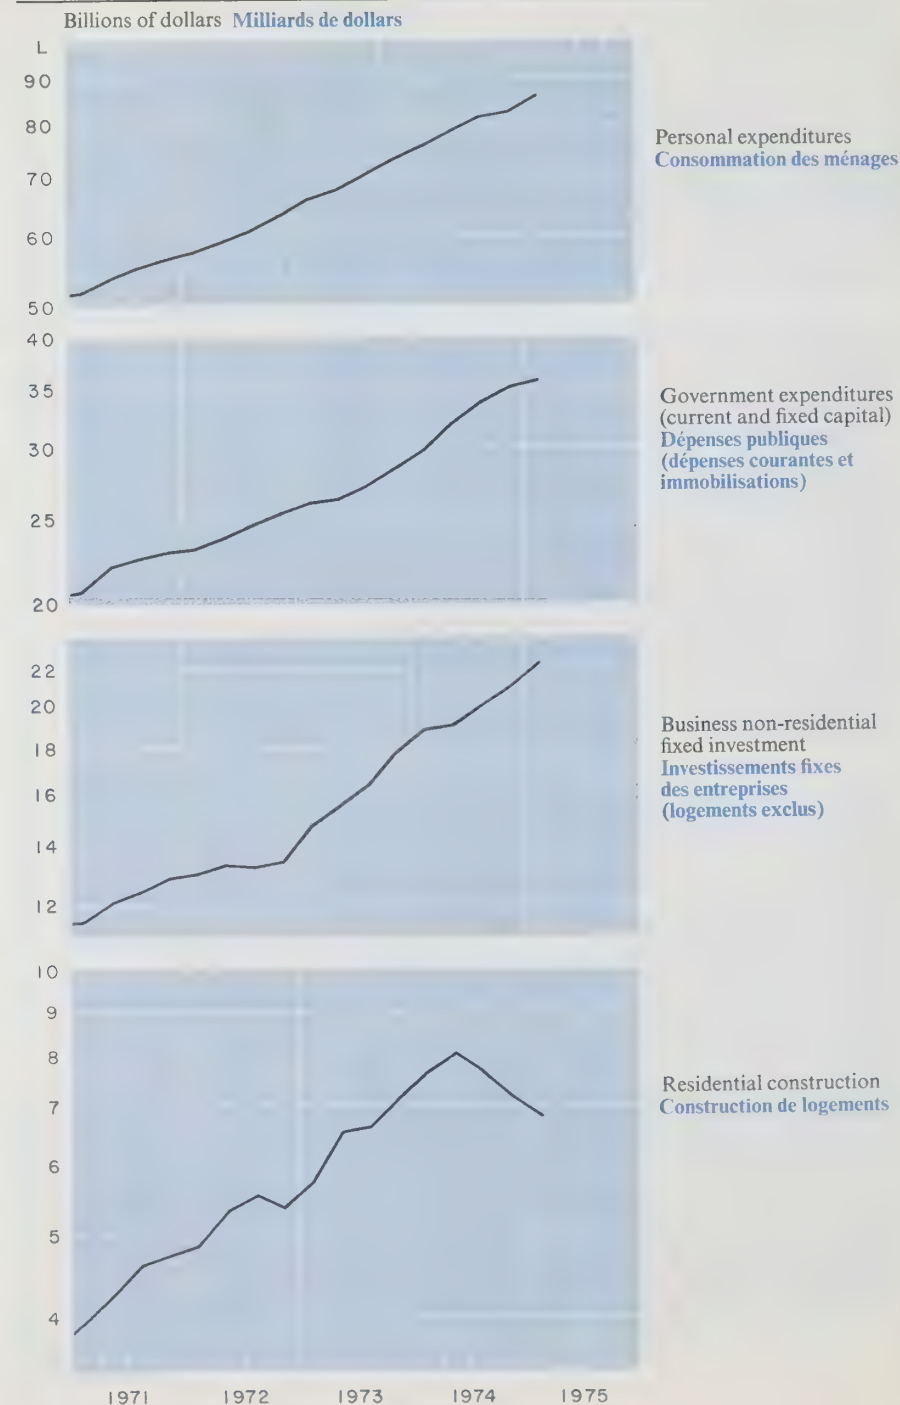 Billions of dollars Milliards de dollars
L
90
80
70
60
50
Personal expenditures
Consommation des ménages
40
35
30
25
20
Government expenditures
(current and fixed capital)
Dépenses publiques
(dépenses courantes et
immobilisations)
22
20
18
16
14
12
Business non-residential
fixed investment
Investissements fixes
des entreprises
(logements exclus)
10
9
8
7
6
5
4
Residential construction
Construction de logements
1971 1972 1973 1974 1975